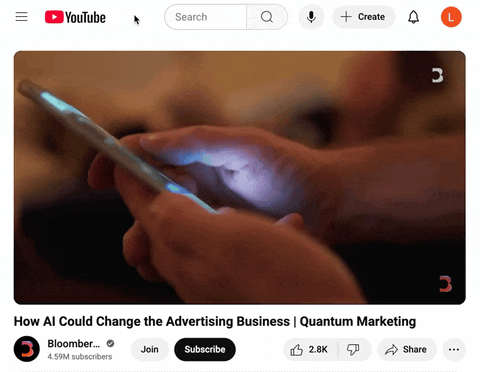 YouTube
Search
Create
L
How AI Could Change the Advertising Business | Quantum Marketing
Bloomber...
4.59M subscribers
Join
Subscribe
2.8K
Share